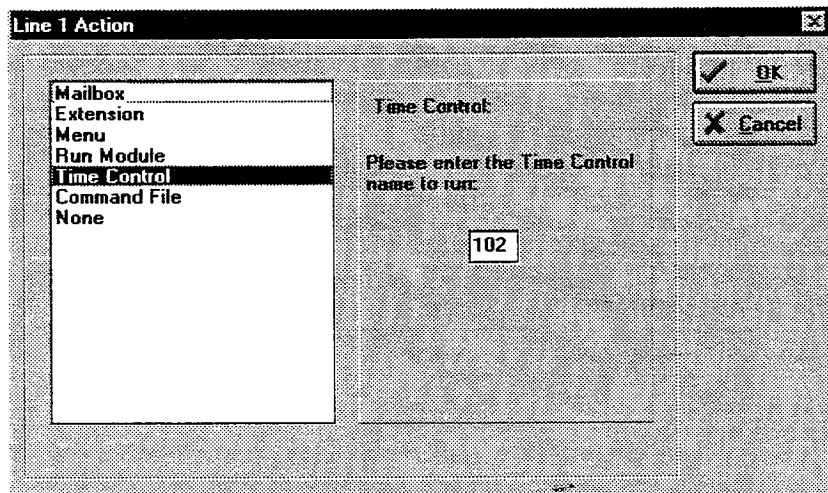 Line 1 Action
Mailbox
Extension
Menu
Run Module
Time Control
Command File
None
Time Control:
Please enter the Time Control
name to run:
102
OK
Cancel